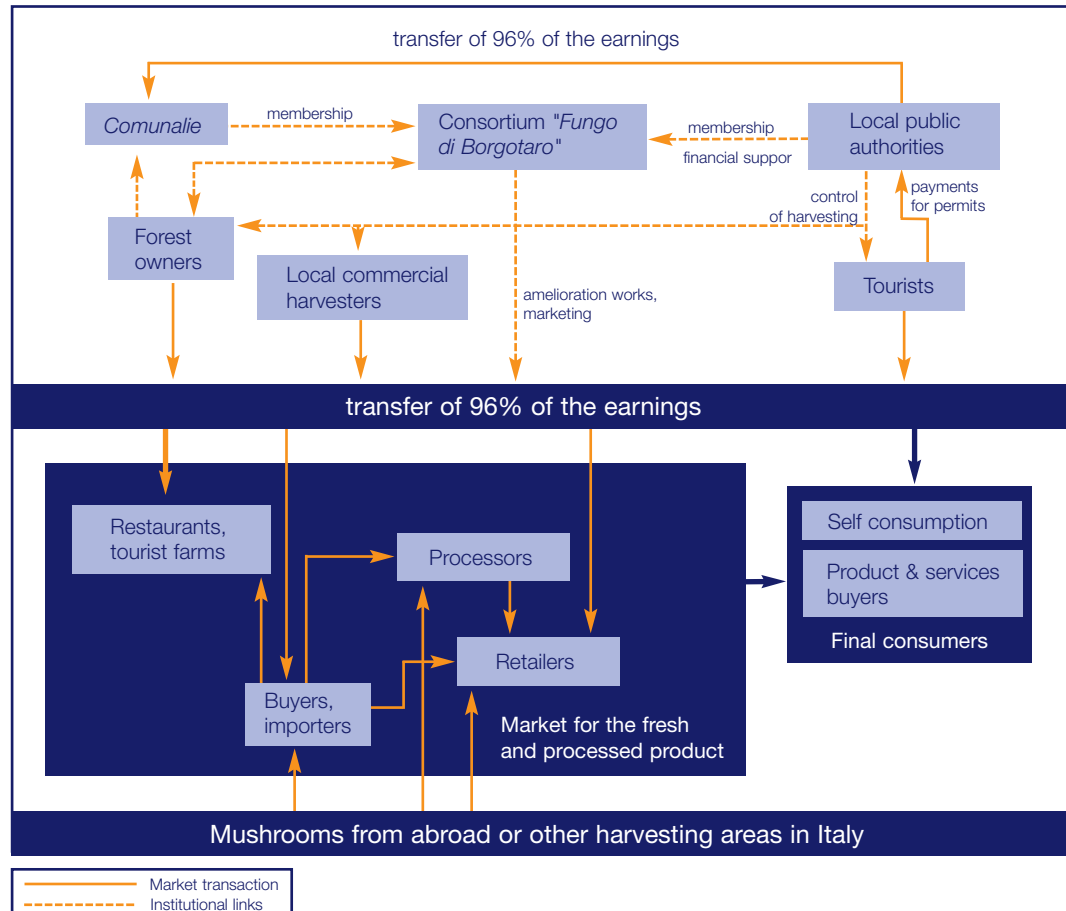 transfer of 96% of the earnings
Comunalie
membership
Consortium "Fungo
di Borgotaro"
membership
financial suppor
Local public
authorities
control
of harvesting
payments
for permits
Forest
owners
Local commercial
harvesters
amelioration works,
marketing
Tourists
transfer of 96% of the earnings
Restaurants,
tourist farms
Processors
Retailers
Buyers,
importers
Market for the fresh
and processed product
Self consumption
Product & services
buyers
Final consumers
Mushrooms from abroad or other harvesting areas in Italy
Market transaction
Institutional links